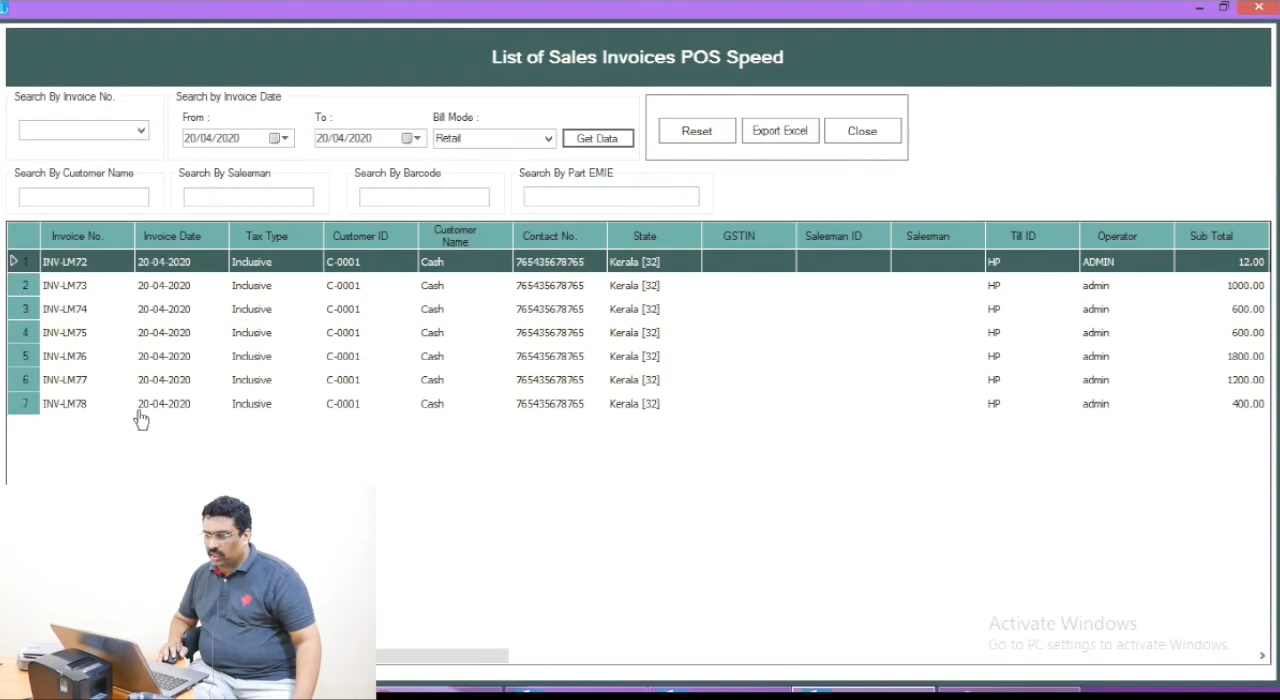 List of Sales Invoices POS Speed
Search By Invoice No.
Search by Invoice Date
From :
To :
Bill Mode :
20/04/2020
20/04/2020
Retail
Get Data
Reset
Export Excel
Close
Search By Customer Name
Search By Salesman
Search By Barcode
Search By Part EMIE
Invoice No. Invoice Date Tax Type Customer ID Customer Name Contact No. State GSTIN Salesman ID Salesman Till ID Operator Sub Total
1 INV-LM72 20-04-2020 Inclusive C-0001 Cash 765435678765 Kerala [32] HP ADMIN 12.00
2 INV-LM73 20-04-2020 Inclusive C-0001 Cash 765435678765 Kerala [32] HP admin 1000.00
3 INV-LM74 20-04-2020 Inclusive C-0001 Cash 765435678765 Kerala [32] HP admin 600.00
4 INV-LM75 20-04-2020 Inclusive C-0001 Cash 765435678765 Kerala [32] HP admin 600.00
5 INV-LM76 20-04-2020 Inclusive C-0001 Cash 765435678765 Kerala [32] HP admin 1800.00
6 INV-LM77 20-04-2020 Inclusive C-0001 Cash 765435678765 Kerala [32] HP admin 1200.00
7 INV-LM78 20-04-2020 Inclusive C-0001 Cash 765435678765 Kerala [32] HP admin 400.00
Activate Windows
Go to PC settings to activate Windows.